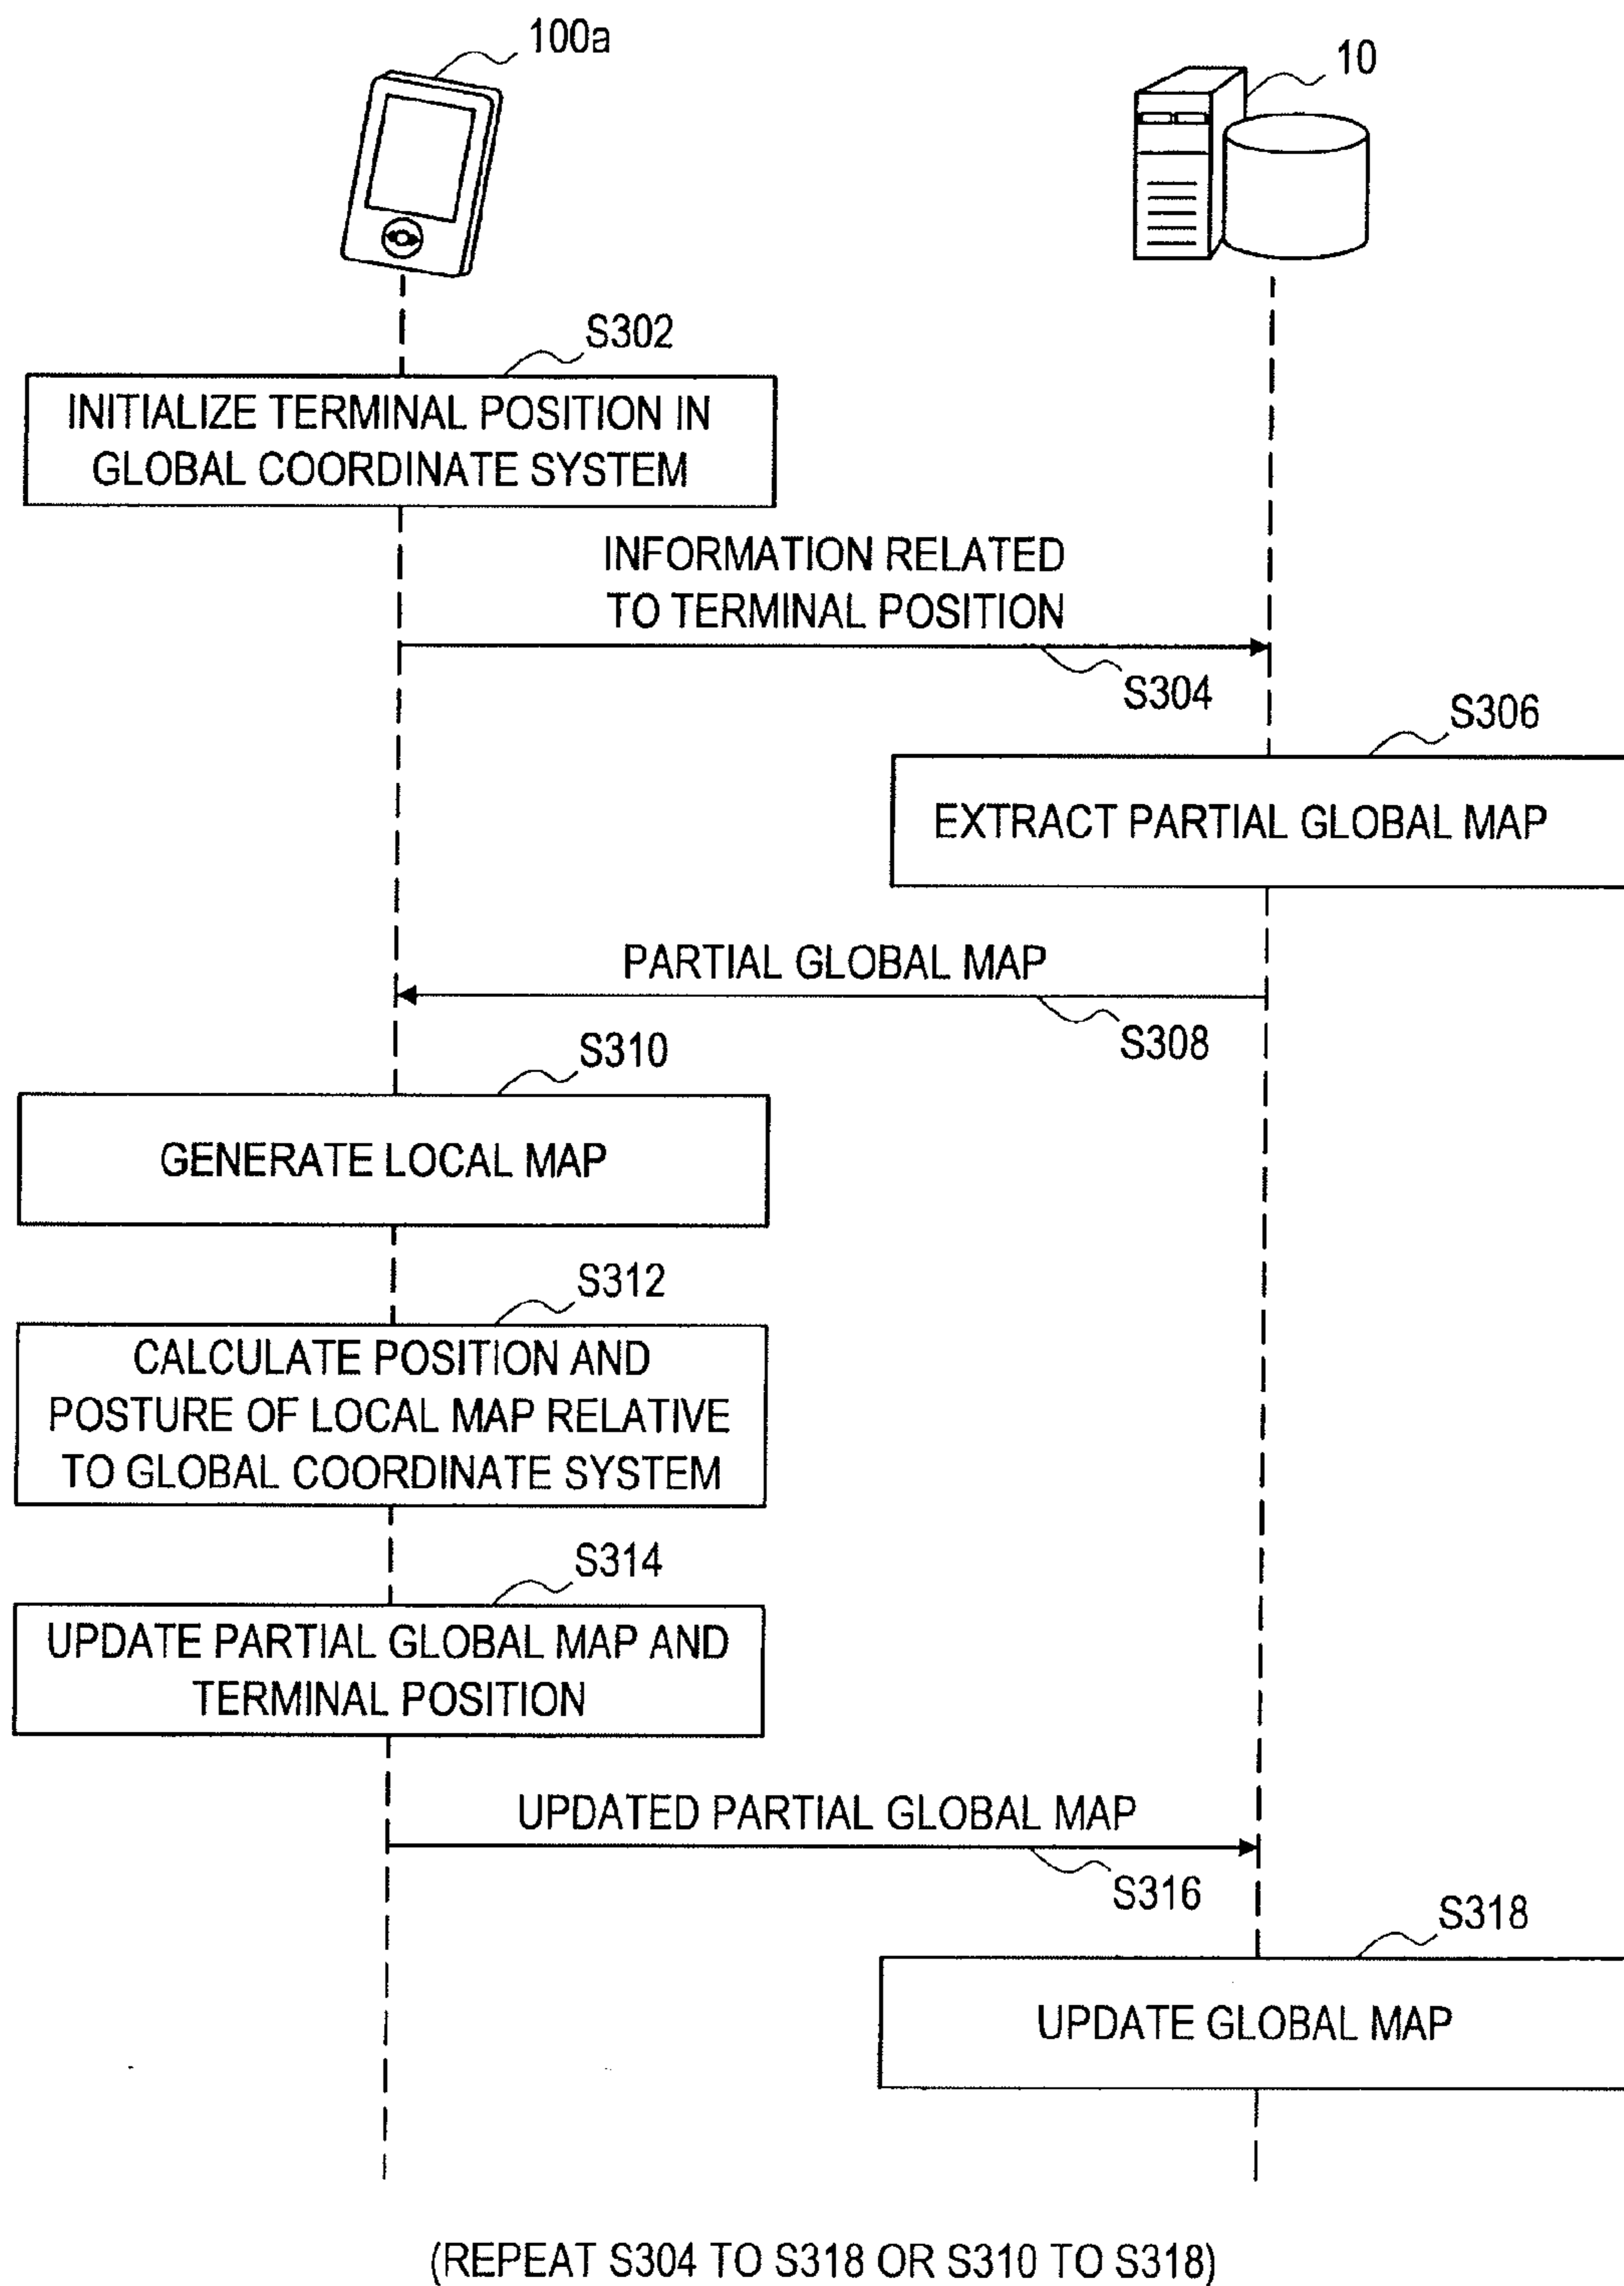 100a
10
S302
INITIALIZE TERMINAL POSITION IN
GLOBAL COORDINATE SYSTEM
INFORMATION RELATED
TO TERMINAL POSITION
S304
S306
EXTRACT PARTIAL GLOBAL MAP
PARTIAL GLOBAL MAP
S308
S310
GENERATE LOCAL MAP
S312
CALCULATE POSITION AND
POSTURE OF LOCAL MAP RELATIVE
TO GLOBAL COORDINATE SYSTEM
S314
UPDATE PARTIAL GLOBAL MAP AND
TERMINAL POSITION
UPDATED PARTIAL GLOBAL MAP
S316
S318
UPDATE GLOBAL MAP
(REPEAT S304 TO S318 OR S310 TO S318)